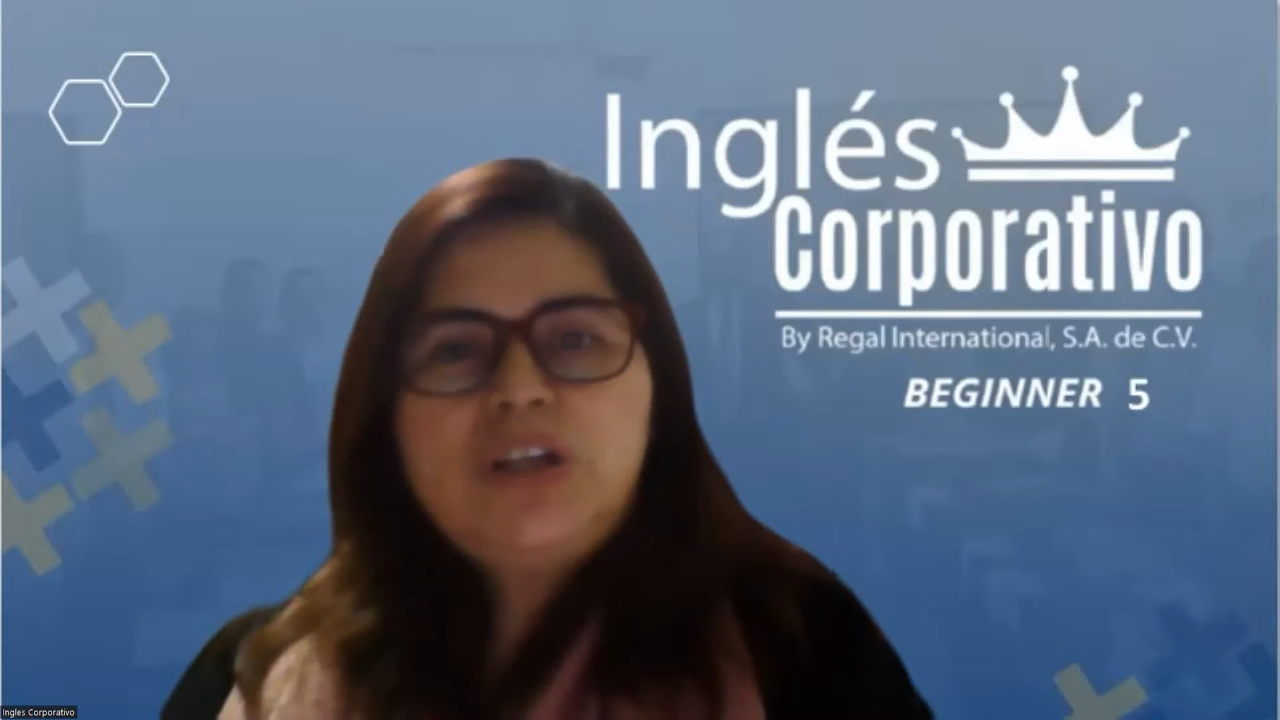 Inglés
Corporativo
By Regal International, S.A. de C.V.
BEGINNER 5
Ingles Corporativo